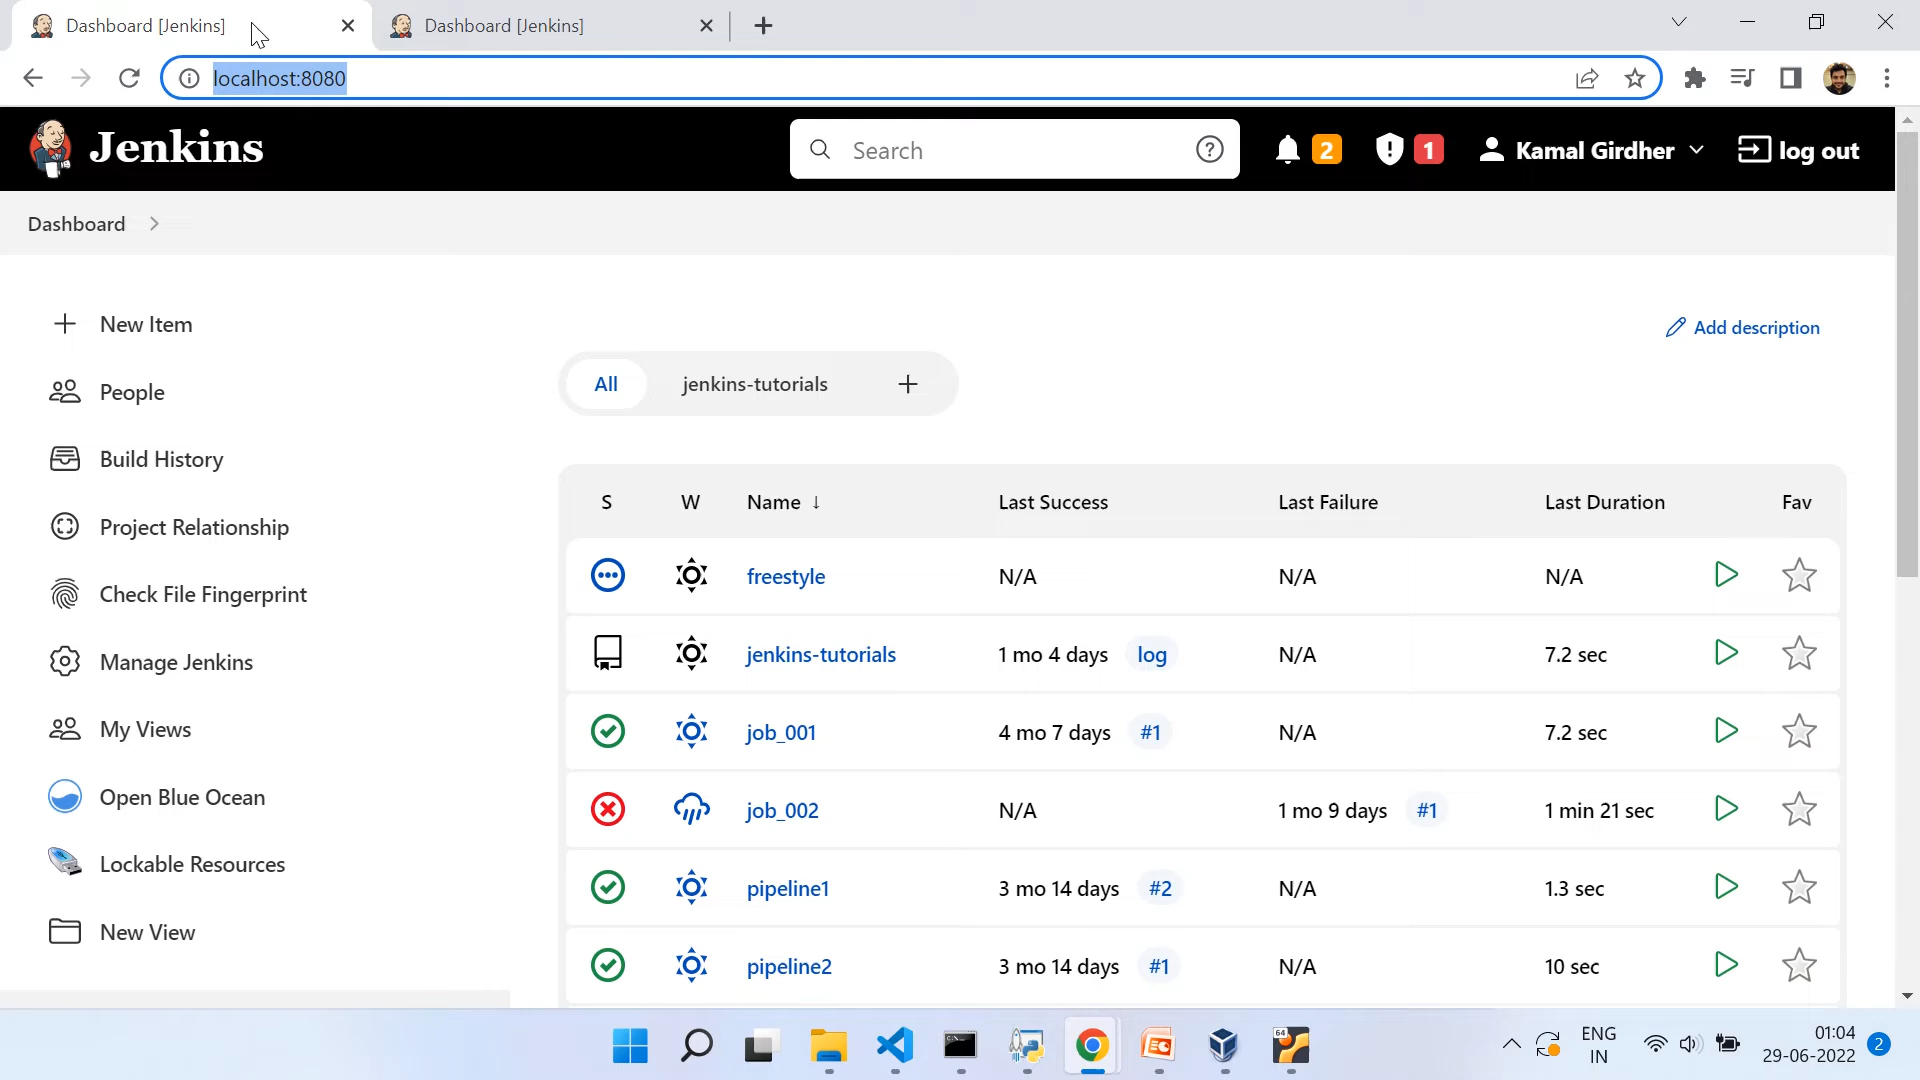 Dashboard [Jenkins]
Dashboard [Jenkins]
localhost:8080
Jenkins
Search
2
1
Kamal Girdher
log out
Dashboard
New Item
People
Build History
Project Relationship
Check File Fingerprint
Manage Jenkins
My Views
Open Blue Ocean
Lockable Resources
New View
Add description
All jenkins-tutorials
S W Name ↓ Last Success Last Failure Last Duration Fav
freestyle N/A N/A N/A
jenkins-tutorials 1 mo 4 days log N/A 7.2 sec
job_001 4 mo 7 days #1 N/A 7.2 sec
job_002 N/A 1 mo 9 days #1 1 min 21 sec
pipeline1 3 mo 14 days #2 N/A 1.3 sec
pipeline2 3 mo 14 days #1 N/A 10 sec
64
ENG
IN
01:04
29-06-2022
2